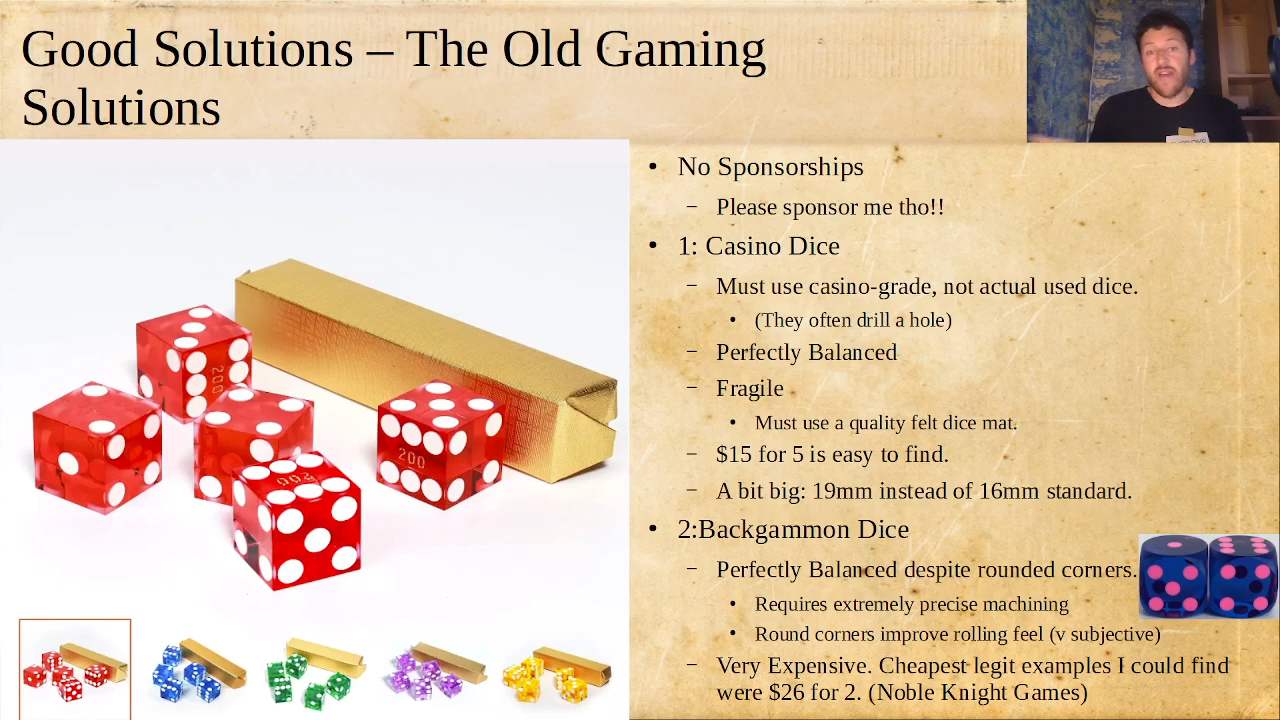 Good Solutions – The Old Gaming
Solutions
• No Sponsorships
– Please sponsor me tho!!
• 1: Casino Dice
– Must use casino-grade, not actual used dice.
• (They often drill a hole)
– Perfectly Balanced
– Fragile
• Must use a quality felt dice mat.
– $15 for 5 is easy to find.
– A bit big: 19mm instead of 16mm standard.
• 2:Backgammon Dice
– Perfectly Balanced despite rounded corners.
• Requires extremely precise machining
• Round corners improve rolling feel (v subjective)
– Very Expensive. Cheapest legit examples I could find
were $26 for 2. (Noble Knight Games)
200
200
200